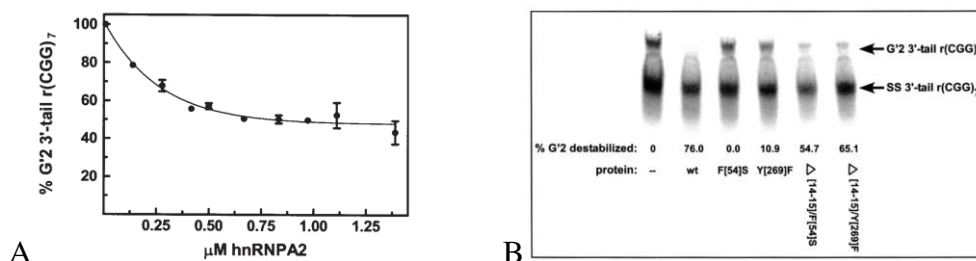 % G'2 3'-tail r(CGG)7
100
80
60
40
20
0.25 0.50 0.75 1.00 1.25
μM hnRNPA2
A
G'2 3'-tail r(CGG)
SS 3'-tail r(CGG)7
% G'2 destabilized: 0 76.0 0.0 10.9 54.7 65.1
protein: -- wt F[54]S Y[269]F
△ [14-15]/F[54]S
△ [14-15]/Y[269]F
B